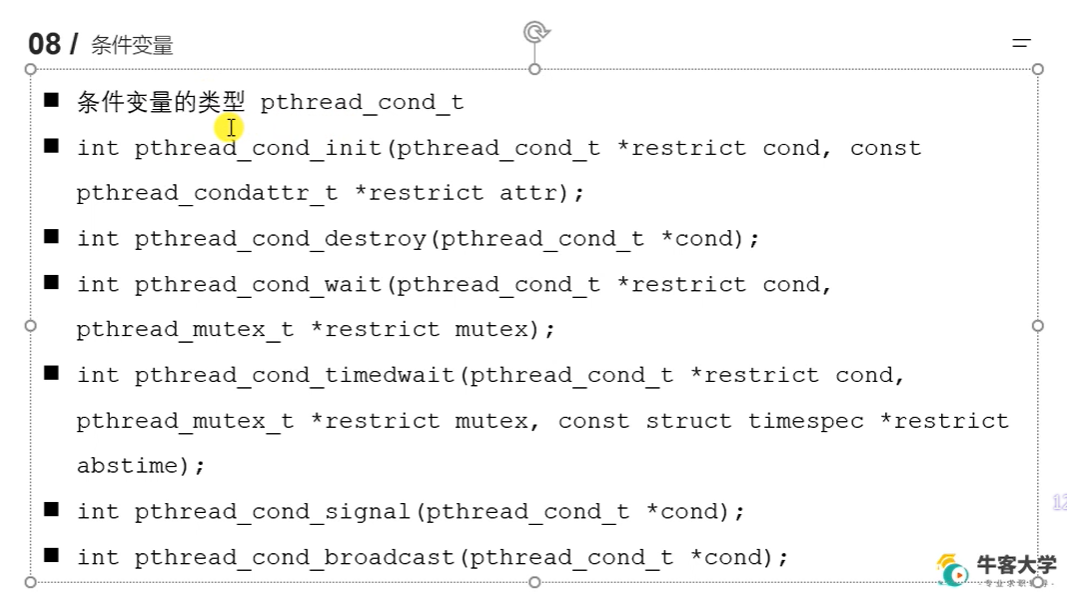 08 / 条件变量
■ 条件变量的类型 pthread_cond_t
■ int pthread_cond_init(pthread_cond_t *restrict cond, const
pthread_condattr_t *restrict attr);
■ int pthread_cond_destroy(pthread_cond_t *cond);
■ int pthread_cond_wait(pthread_cond_t *restrict cond,
pthread_mutex_t *restrict mutex);
■ int pthread_cond_timedwait(pthread_cond_t *restrict cond,
pthread_mutex_t *restrict mutex, const struct timespec *restrict
abstime);
■ int pthread_cond_signal(pthread_cond_t *cond);
■ int pthread_cond_broadcast(pthread_cond_t *cond);
12
牛客大学